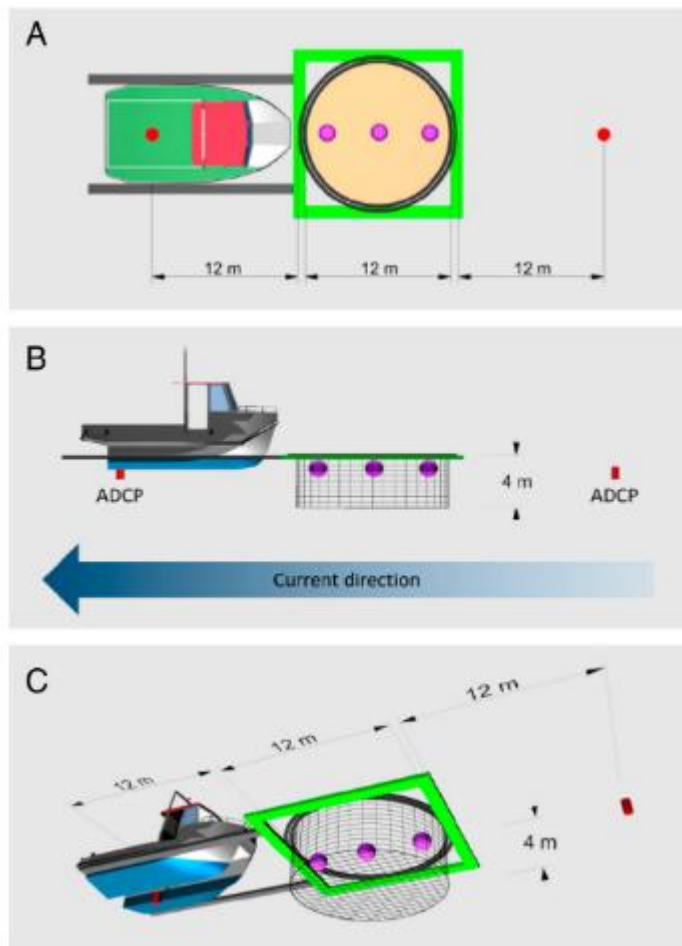 A
12 m 12 m 12 m
B
4 m
ADCP ADCP
Current direction
C
12 m
12 m
12 m
4 m